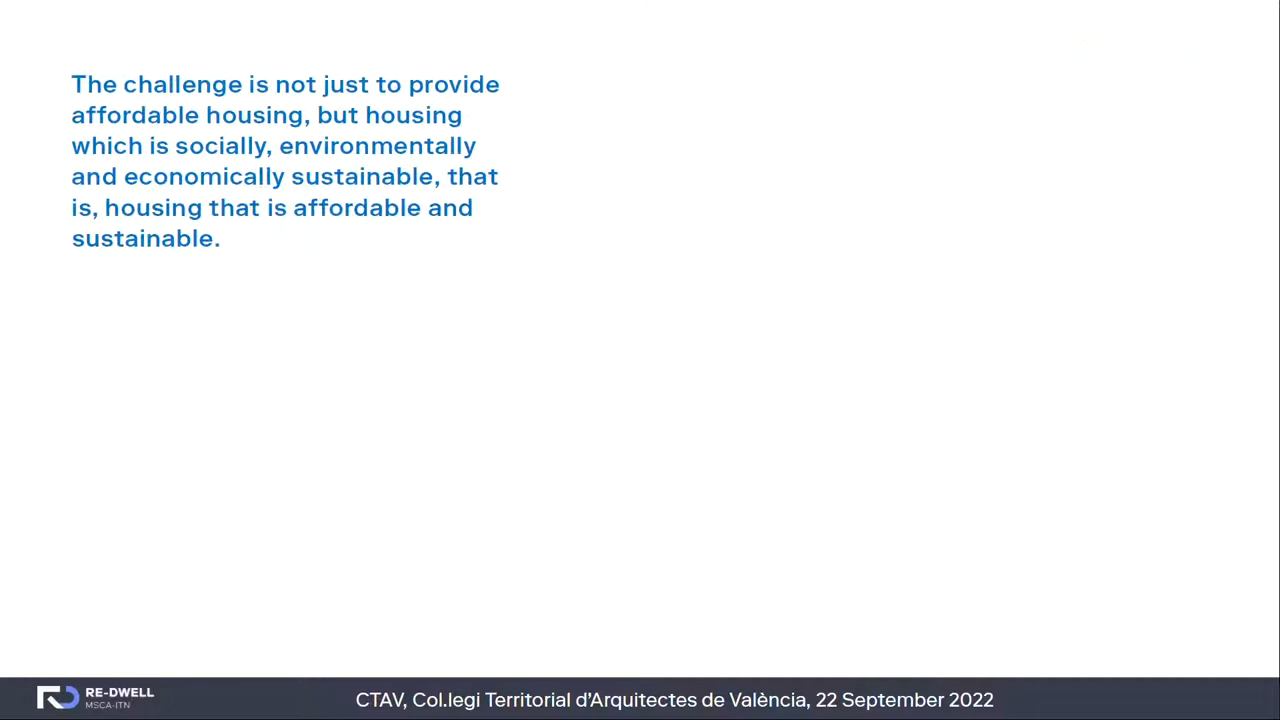 The challenge is not just to provide
affordable housing, but housing
which is socially, environmentally
and economically sustainable, that
is, housing that is affordable and
sustainable.
RE-DWELL
MSCA-ITN
CTAV, Col.legi Territorial d'Arquitectes de València, 22 September 2022